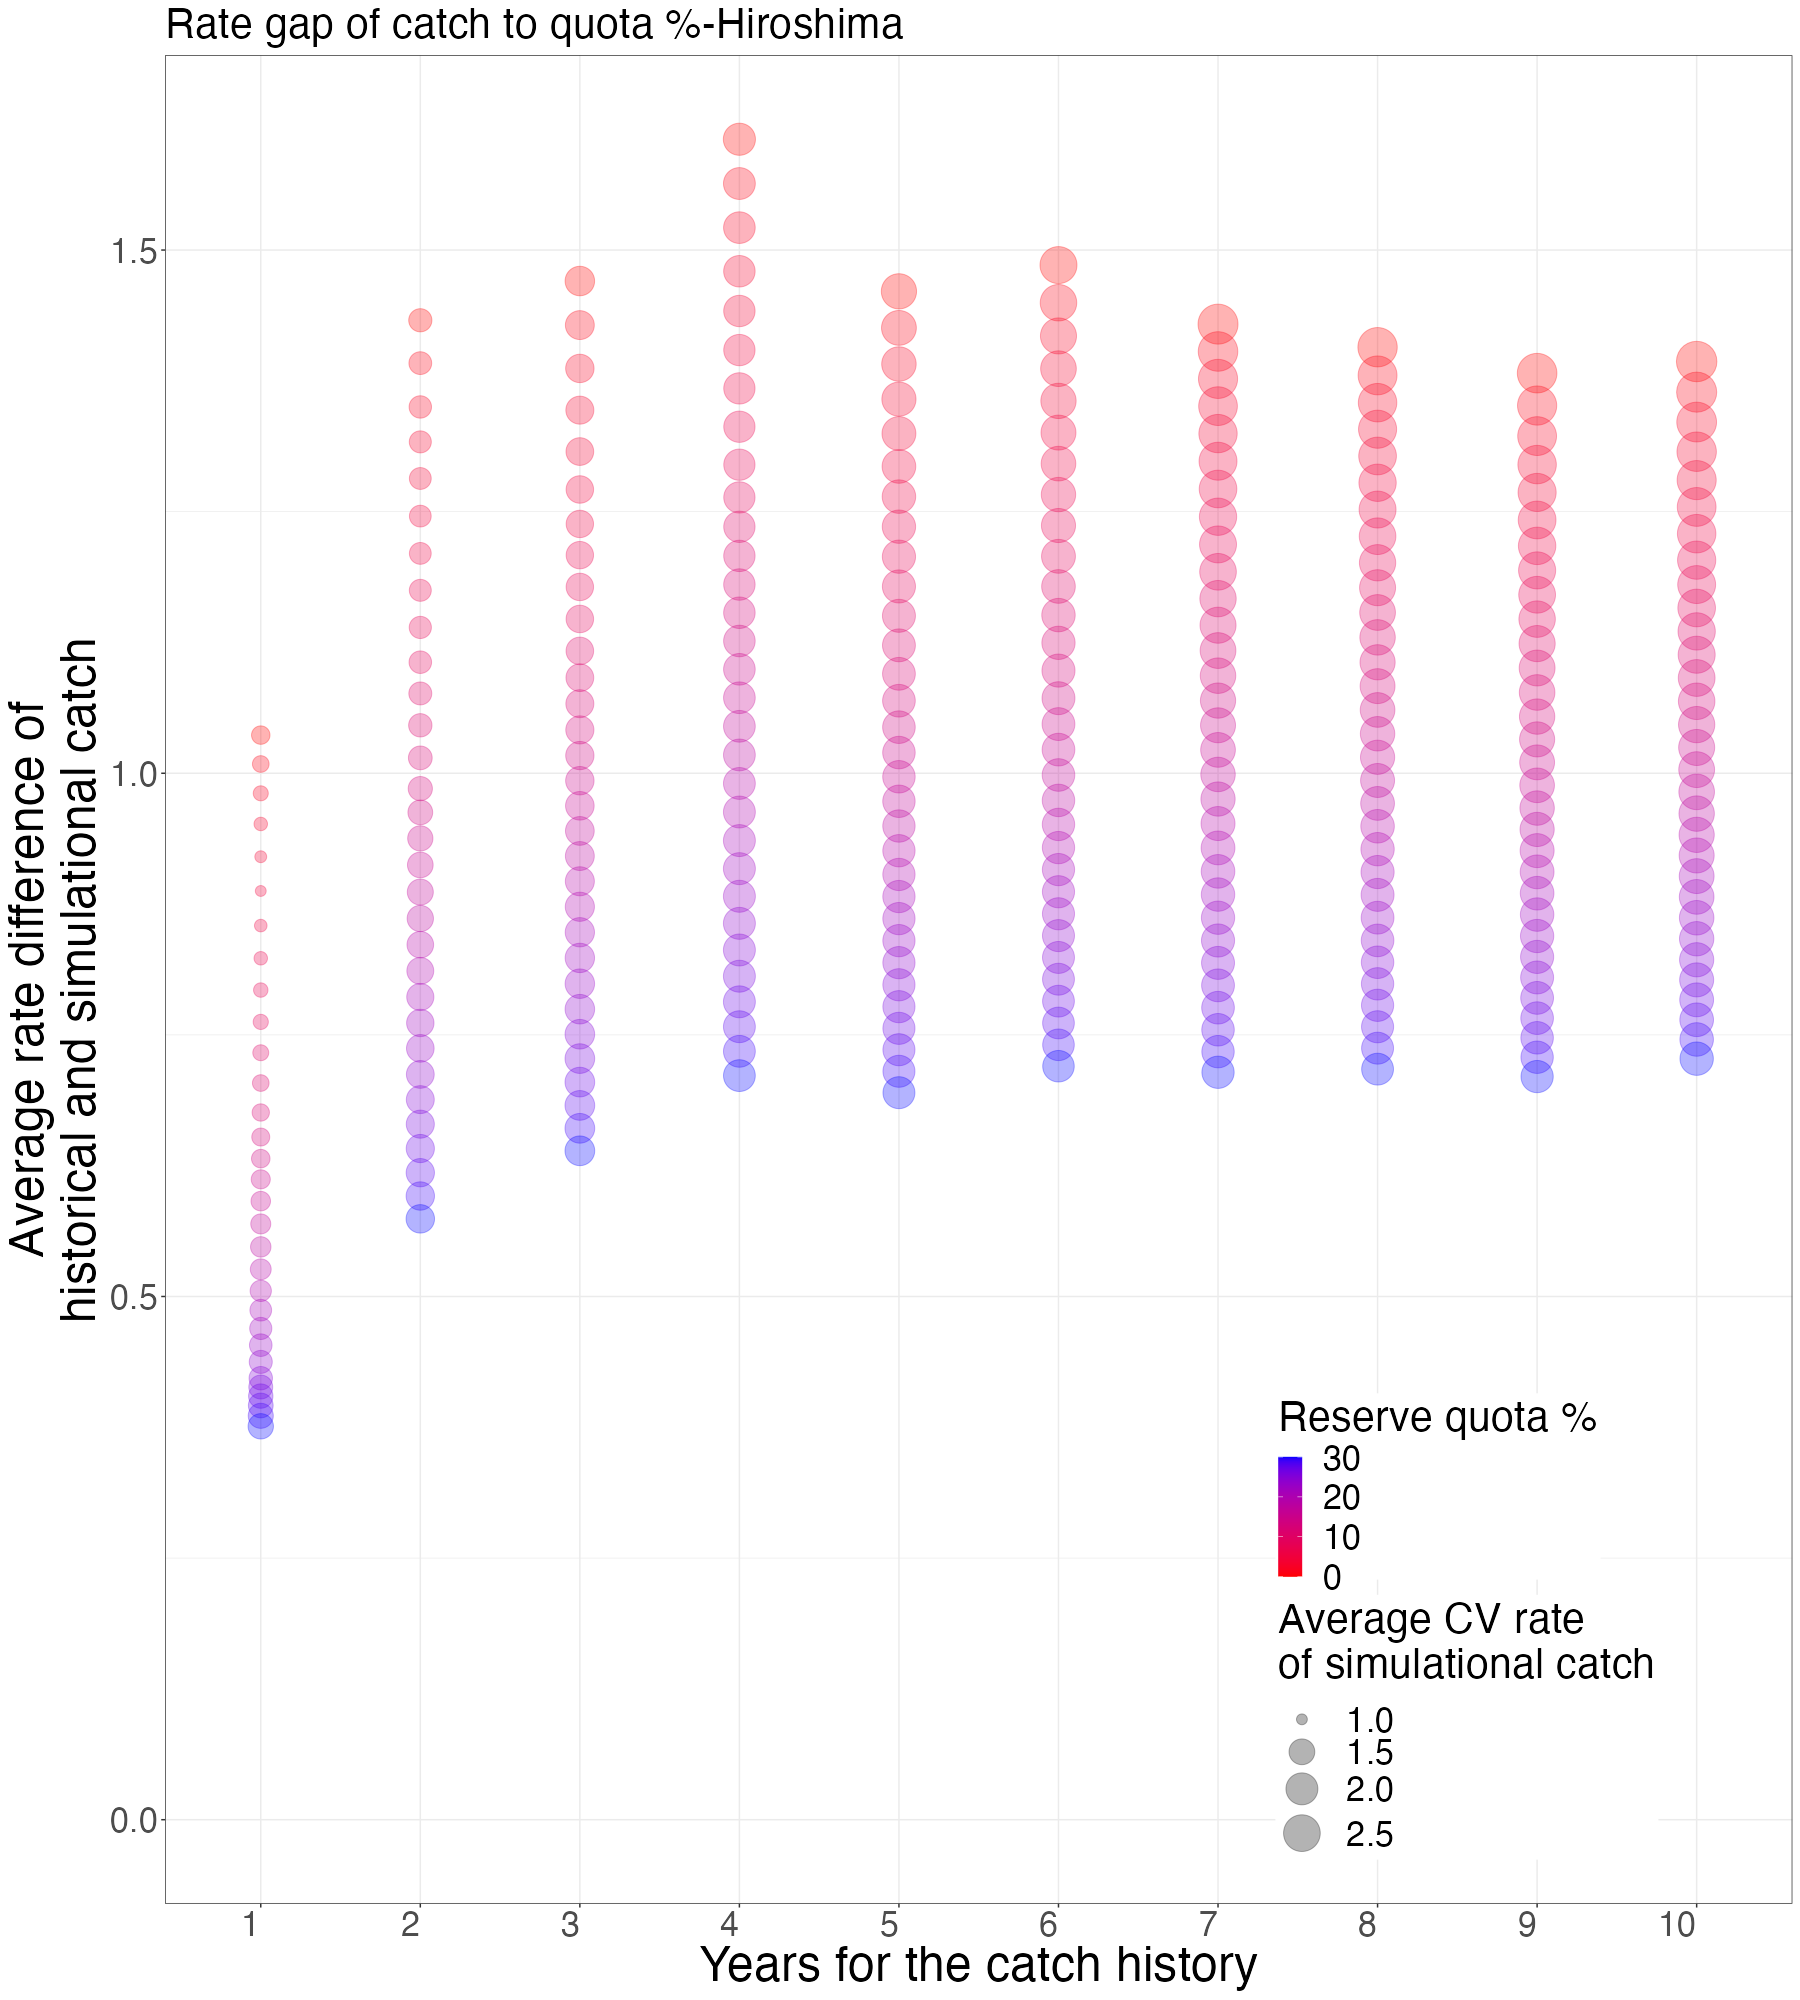 Rate gap of catch to quota %-Hiroshima
Average rate difference of
historical and simulational catch
1.5
1.0
0.5
0.0
Reserve quota %
30
20
10
0
Average CV rate
of simulational catch
1.0
1.5
2.0
2.5
1 2 3 4 5 6 7 8 9 10
Years for the catch history